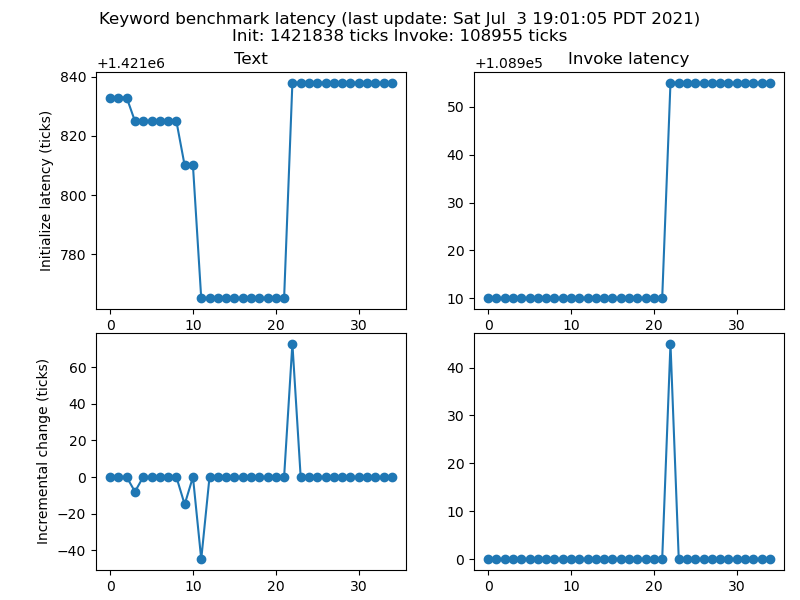 Keyword benchmark latency (last update: Sat Jul  3 19:01:05 PDT 2021)
Init: 1421838 ticks Invoke: 108955 ticks
Text
Invoke latency
+1.421e6
+1.089e5
Initialize latency (ticks)
840
820
800
780
0 10 20 30
50
40
30
20
10
0 10 20 30
Incremental change (ticks)
60
40
20
0
−20
−40
0 10 20 30
40
30
20
10
0
0 10 20 30